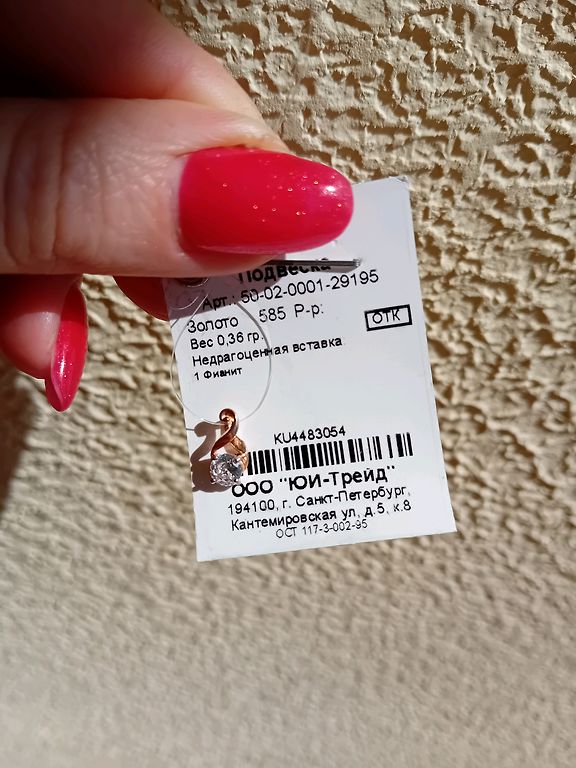 Подвеска
Арт.: 50-02-0001-29195
Золото 585 Р-р:
ОТК
Вес 0,36 гр.
Недрагоценная вставка
1 Фианит
KU4483054
ООО "ЮИ-Трейд"
194100, г. Санкт-Петербург,
Кантемировская ул, д.5, к.8
ОСТ 117-3-002-95